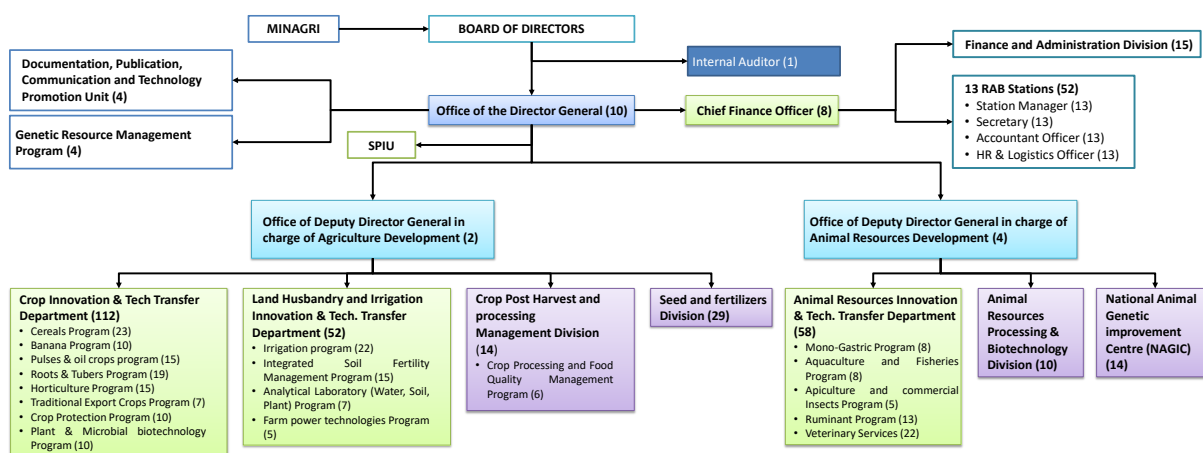 MINAGRI
BOARD OF DIRECTORS
Internal Auditor (1)
Finance and Administration Division (15)
Documentation, Publication,
Communication and Technology
Promotion Unit (4)
Office of the Director General (10)
Chief Finance Officer (8)
13 RAB Stations (52)
• Station Manager (13)
• Secretary (13)
• Accountant Officer (13)
• HR & Logistics Officer (13)
Genetic Resource Management
Program (4)
SPIU
Office of Deputy Director General in
charge of Agriculture Development (2)
Office of Deputy Director General in charge of
Animal Resources Development (4)
Crop Innovation & Tech Transfer
Department (112)
• Cereals Program (23)
• Banana Program (10)
• Pulses & oil crops program (15)
• Roots & Tubers Program (19)
• Horticulture Program (15)
• Traditional Export Crops Program (7)
• Crop Protection Program (10)
• Plant & Microbial biotechnology
Program (10)
Land Husbandry and Irrigation
Innovation & Tech. Transfer
Department (52)
• Irrigation program (22)
• Integrated Soil Fertility
Management Program (15)
• Analytical Laboratory (Water, Soil,
Plant) Program (7)
• Farm power technologies Program
(5)
Crop Post Harvest and
processing
Management Division
(14)
• Crop Processing and Food
Quality Management
Program (6)
Seed and fertilizers
Division (29)
Animal Resources Innovation
& Tech. Transfer Department
(58)
• Mono-Gastric Program (8)
• Aquaculture and Fisheries
Program (8)
• Apiculture and commercial
Insects Program (5)
• Ruminant Program (13)
• Veterinary Services (22)
Animal
Resources
Processing &
Biotechnology
Division (10)
National Animal
Genetic
improvement
Centre (NAGIC)
(14)